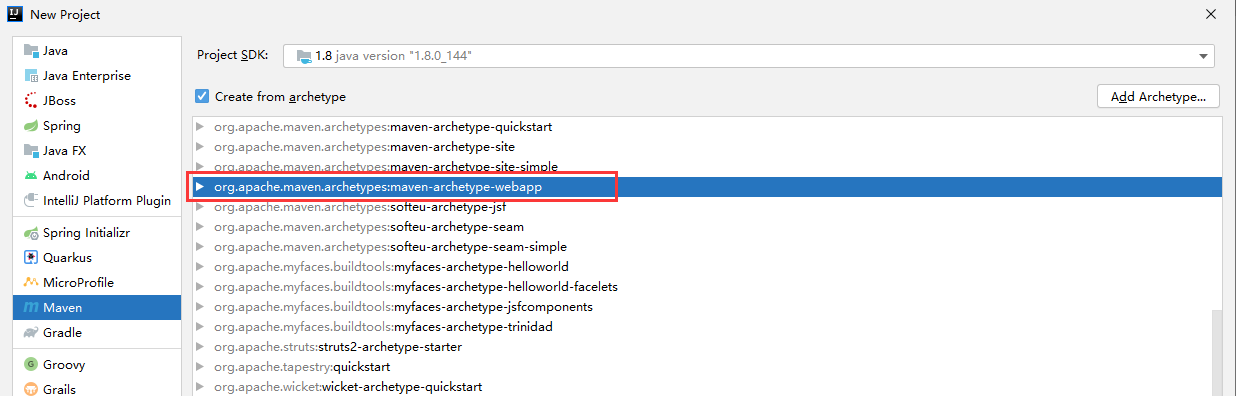 New Project
Java
Java Enterprise
JBoss
Spring
Java FX
Android
IntelliJ Platform Plugin
Spring Initializr
Quarkus
MicroProfile
Maven
Gradle
Groovy
Grails
Project SDK:
1.8 java version "1.8.0_144"
Create from archetype
Add Archetype...
org.apache.maven.archetypes:maven-archetype-quickstart
org.apache.maven.archetypes:maven-archetype-site
org.apache.maven.archetypes:maven-archetype-site-simple
org.apache.maven.archetypes:maven-archetype-webapp
org.apache.maven.archetypes:softeu-archetype-jsf
org.apache.maven.archetypes:softeu-archetype-seam
org.apache.maven.archetypes:softeu-archetype-seam-simple
org.apache.myfaces.buildtools:myfaces-archetype-helloworld
org.apache.myfaces.buildtools:myfaces-archetype-helloworld-facelets
org.apache.myfaces.buildtools:myfaces-archetype-jsfcomponents
org.apache.myfaces.buildtools:myfaces-archetype-trinidad
org.apache.struts:struts2-archetype-starter
org.apache.tapestry:quickstart
org.apache.wicket:wicket-archetype-quickstart